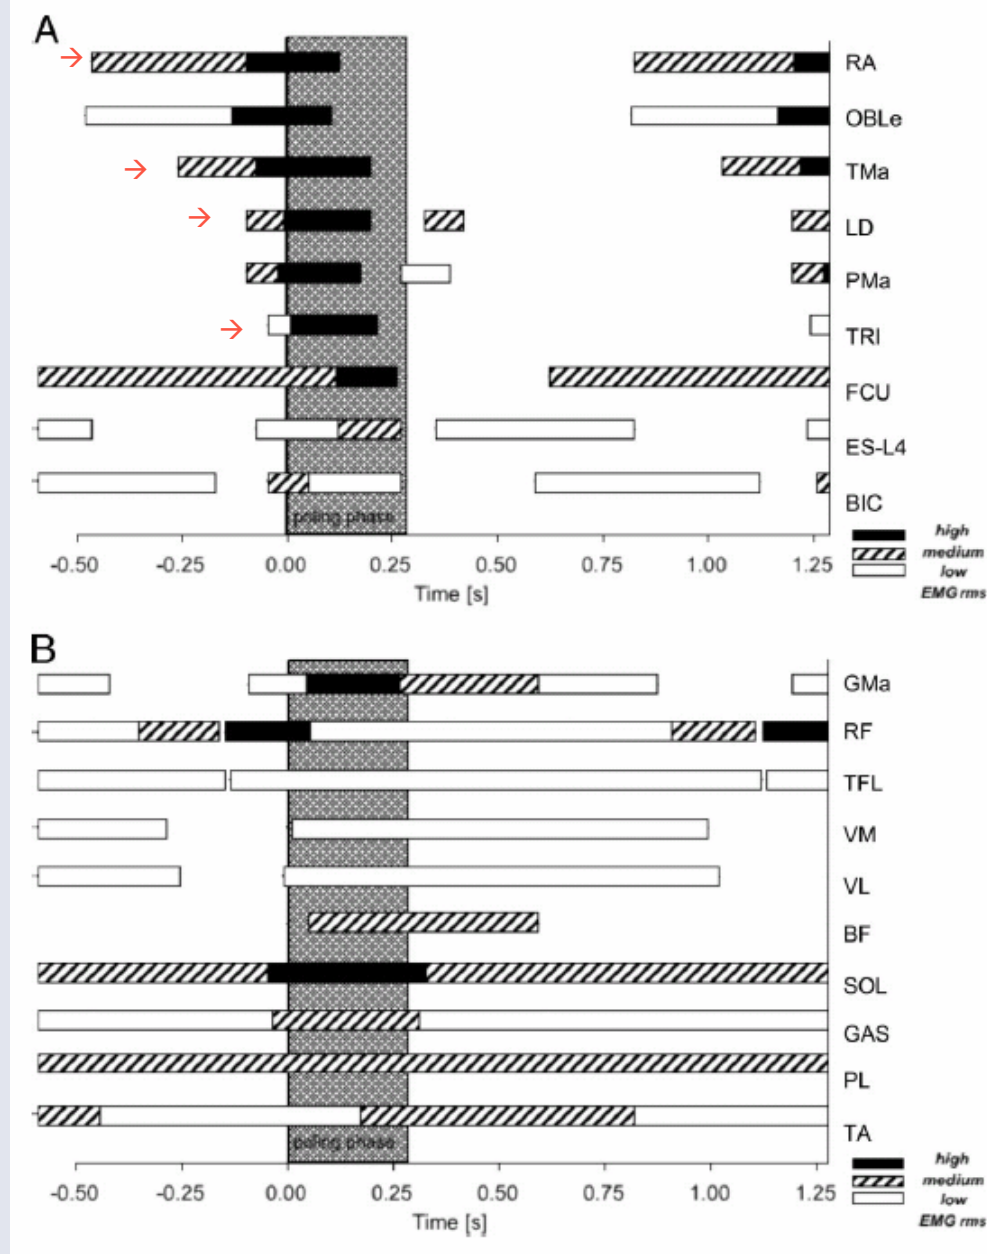 A
RA
OBLe
TMa
LD
PMa
TRI
FCU
ES-L4
BIC
poling phase
-0.50 -0.25 0.00 0.25 0.50 0.75 1.00 1.25
Time [s]
high
medium
low
EMG rms
B
GMa
RF
TFL
VM
VL
BF
SOL
GAS
PL
TA
poling phase
-0.50 -0.25 0.00 0.25 0.50 0.75 1.00 1.25
Time [s]
high
medium
low
EMG rms